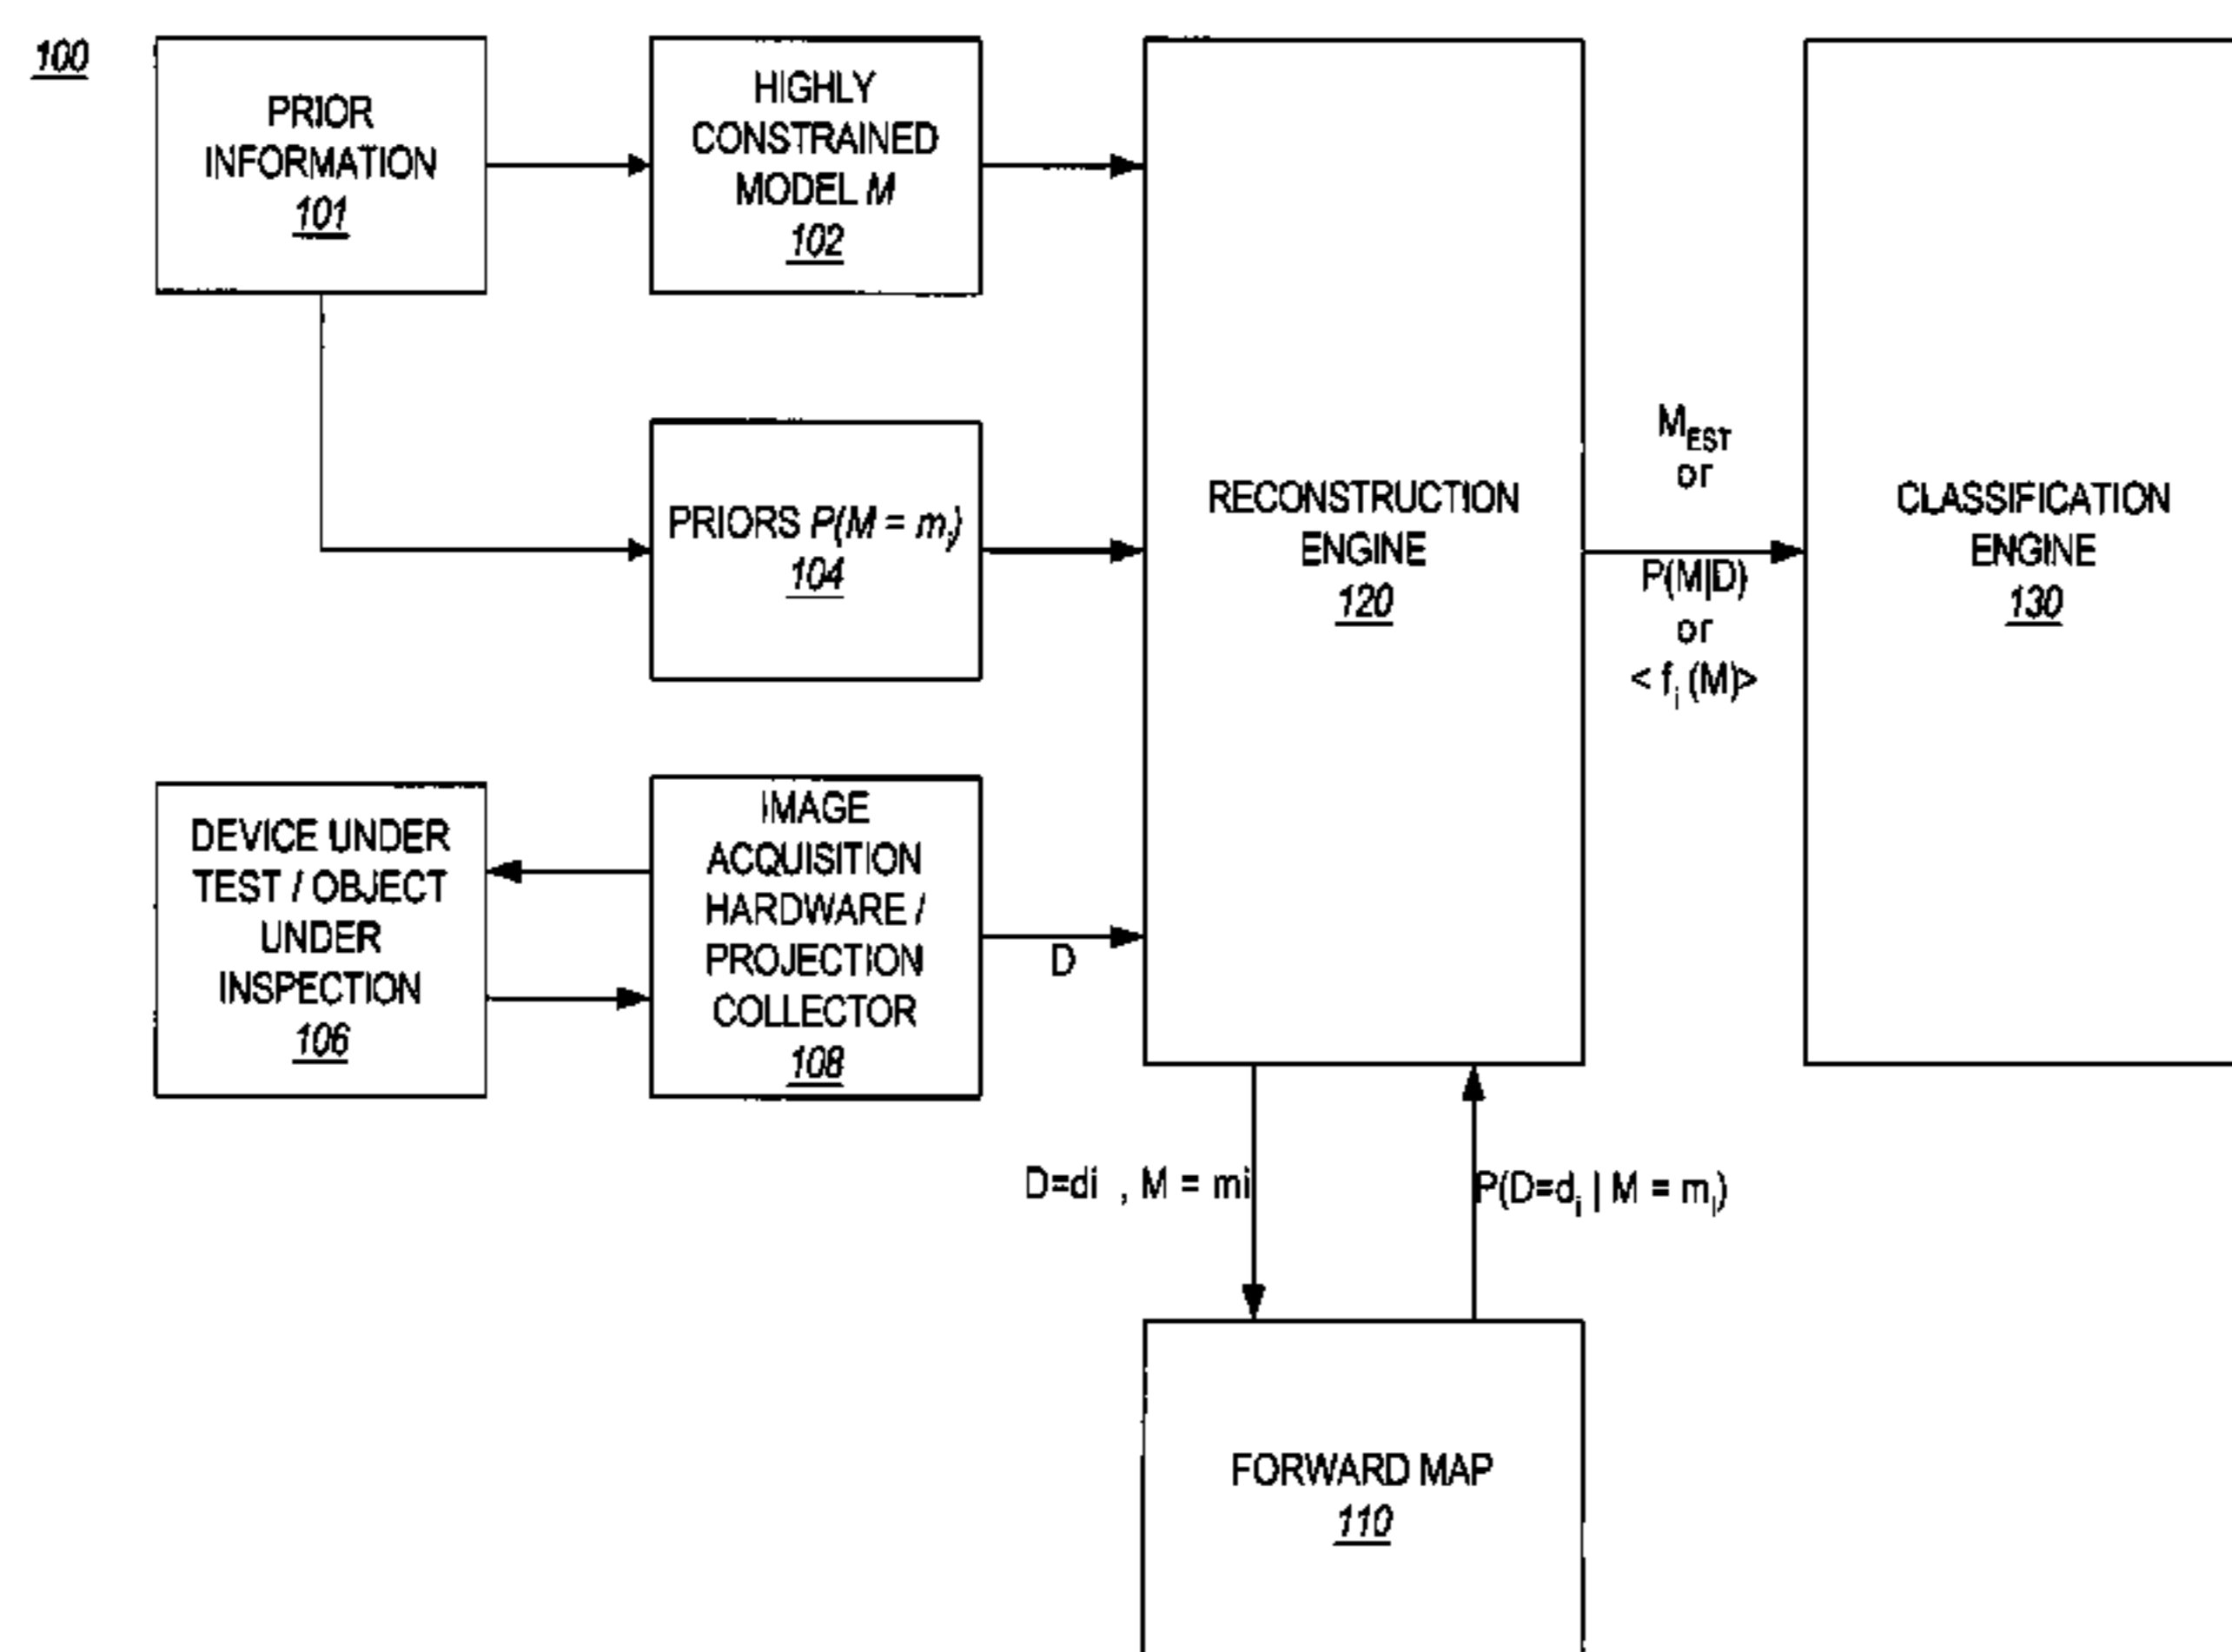 100
PRIOR
INFORMATION
101
HIGHLY
CONSTRAINED
MODEL M
102
PRIORS P(M = mi)
104
DEVICE UNDER
TEST / OBJECT
UNDER
INSPECTION
106
IMAGE
ACQUISITION
HARDWARE /
PROJECTION
COLLECTOR
108
D
RECONSTRUCTION
ENGINE
120
MEST
or
P(M|D)
or
< fi (M)>
CLASSIFICATION
ENGINE
130
D=di , M = mi
P(D=di | M = mi)
FORWARD MAP
110